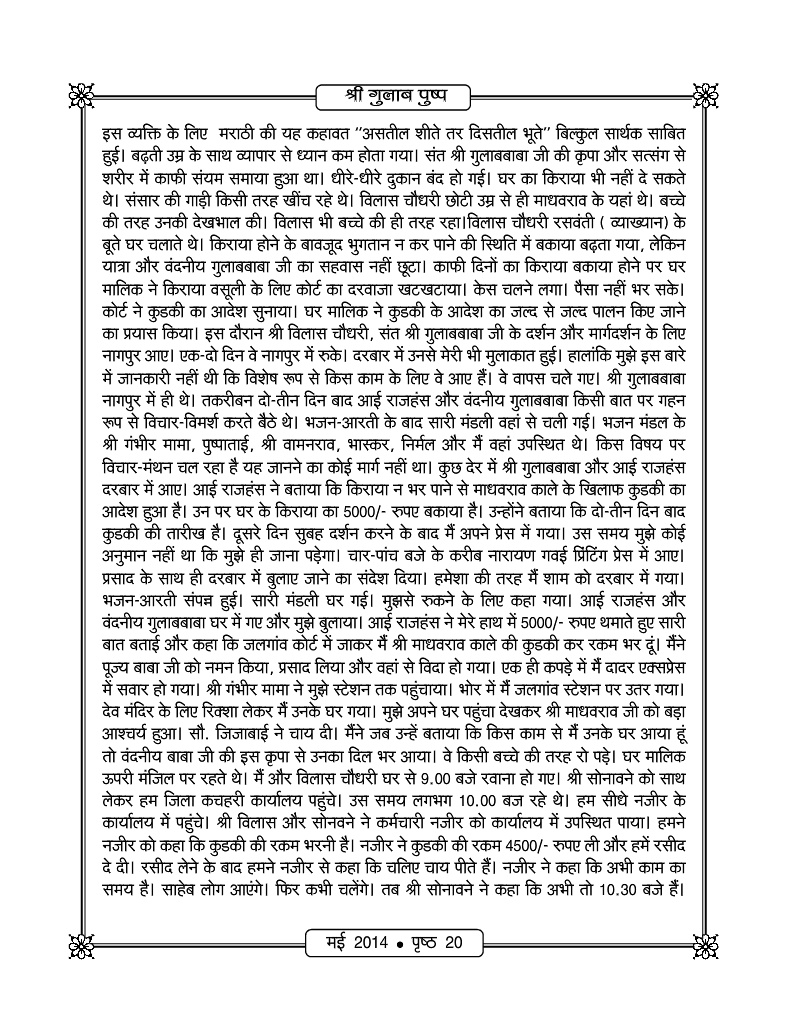 श्री गुलाब पुष्प
इस व्यक्ति के लिए मराठी की यह कहावत ‘‘असतील शीते तर दिसतील भूते’’ बिल्कुल सार्थक साबित
हुई। बढ़ती उम्र के साथ व्यापार से ध्यान कम होता गया। संत श्री गुलाबबाबा जी की कृपा और सत्संग से
शरीर में काफी संयम समाया हुआ था। धीरे-धीरे दुकान बंद हो गई। घर का किराया भी नहीं दे सकते
थे। संसार की गाड़ी किसी तरह खींच रहे थे। विलास चौधरी छोटी उम्र से ही माधवराव के यहां थे। बच्चे
की तरह उनकी देखभाल की। विलास भी बच्चे की ही तरह रहा।विलास चौधरी रसवंती ( व्याख्यान) के
बूते घर चलाते थे। किराया होने के बावजूद भुगतान न कर पाने की स्थिति में बकाया बढ़ता गया, लेकिन
यात्रा और वंदनीय गुलाबबाबा जी का सहवास नहीं छूटा। काफी दिनों का किराया बकाया होने पर घर
मालिक ने किराया वसूली के लिए कोर्ट का दरवाजा खटखटाया। केस चलने लगा। पैसा नहीं भर सके।
कोर्ट ने कुडकी का आदेश सुनाया। घर मालिक ने कुडकी के आदेश का जल्द से जल्द पालन किए जाने
का प्रयास किया। इस दौरान श्री विलास चौधरी, संत श्री गुलाबबाबा जी के दर्शन और मार्गदर्शन के लिए
नागपुर आए। एक-दो दिन वे नागपुर में रुके। दरबार में उनसे मेरी भी मुलाकात हुई। हालांकि मुझे इस बारे
में जानकारी नहीं थी कि विशेष रूप से किस काम के लिए वे आए हैं। वे वापस चले गए। श्री गुलाबबाबा
नागपुर में ही थे। तकरीबन दो-तीन दिन बाद आई राजहंस और वंदनीय गुलाबबाबा किसी बात पर गहन
रूप से विचार-विमर्श करते बैठे थे। भजन-आरती के बाद सारी मंडली वहां से चली गई। भजन मंडल के
श्री गंभीर मामा, पुष्पाताई, श्री वामनराव, भास्कर, निर्मल और मैं वहां उपस्थित थे। किस विषय पर
विचार-मंथन चल रहा है यह जानने का कोई मार्ग नहीं था। कुछ देर में श्री गुलाबबाबा और आई राजहंस
दरबार में आए। आई राजहंस ने बताया कि किराया न भर पाने से माधवराव काले के खिलाफ कुडकी का
आदेश हुआ है। उन पर घर के किराया का 5000/- रुपए बकाया है। उन्होंने बताया कि दो-तीन दिन बाद
कुडकी की तारीख है। दूसरे दिन सुबह दर्शन करने के बाद मैं अपने प्रेस में गया। उस समय मुझे कोई
अनुमान नहीं था कि मुझे ही जाना पड़ेगा। चार-पांच बजे के करीब नारायण गवई प्रिंटिंग प्रेस में आए।
प्रसाद के साथ ही दरबार में बुलाए जाने का संदेश दिया। हमेशा की तरह मैं शाम को दरबार में गया।
भजन-आरती संपन्न हुई। सारी मंडली घर गई। मुझसे रुकने के लिए कहा गया। आई राजहंस और
वंदनीय गुलाबबाबा घर में गए और मुझे बुलाया। आई राजहंस ने मेरे हाथ में 5000/- रुपए थमाते हुए सारी
बात बताई और कहा कि जलगांव कोर्ट में जाकर मैं श्री माधवराव काले की कुडकी कर रकम भर दूं। मैंने
पूज्य बाबा जी को नमन किया, प्रसाद लिया और वहां से विदा हो गया। एक ही कपड़े में मैं दादर एक्सप्रेस
में सवार हो गया। श्री गंभीर मामा ने मुझे स्टेशन तक पहुंचाया। भोर में मैं जलगांव स्टेशन पर उतर गया।
देव मंदिर के लिए रिक्शा लेकर मैं उनके घर गया। मुझे अपने घर पहुंचा देखकर श्री माधवराव जी को बड़ा
आश्चर्य हुआ। सौ. जिजाबाई ने चाय दी। मैंने जब उन्हें बताया कि किस काम से मैं उनके घर आया हूं
तो वंदनीय बाबा जी की इस कृपा से उनका दिल भर आया। वे किसी बच्चे की तरह रो पड़े। घर मालिक
ऊपरी मंजिल पर रहते थे। मैं और विलास चौधरी घर से 9.00 बजे रवाना हो गए। श्री सोनावने को साथ
लेकर हम जिला कचहरी कार्यालय पहुंचे। उस समय लगभग 10.00 बज रहे थे। हम सीधे नजीर के
कार्यालय में पहुंचे। श्री विलास और सोनवने ने कर्मचारी नजीर को कार्यालय में उपस्थित पाया। हमने
नजीर को कहा कि कुडकी की रकम भरनी है। नजीर ने कुडकी की रकम 4500/- रुपए ली और हमें रसीद
दे दी। रसीद लेने के बाद हमने नजीर से कहा कि चलिए चाय पीते हैं। नजीर ने कहा कि अभी काम का
समय है। साहेब लोग आएंगे। फिर कभी चलेंगे। तब श्री सोनावने ने कहा कि अभी तो 10.30 बजे हैं।
मई 2014 ● पृष्ठ 20